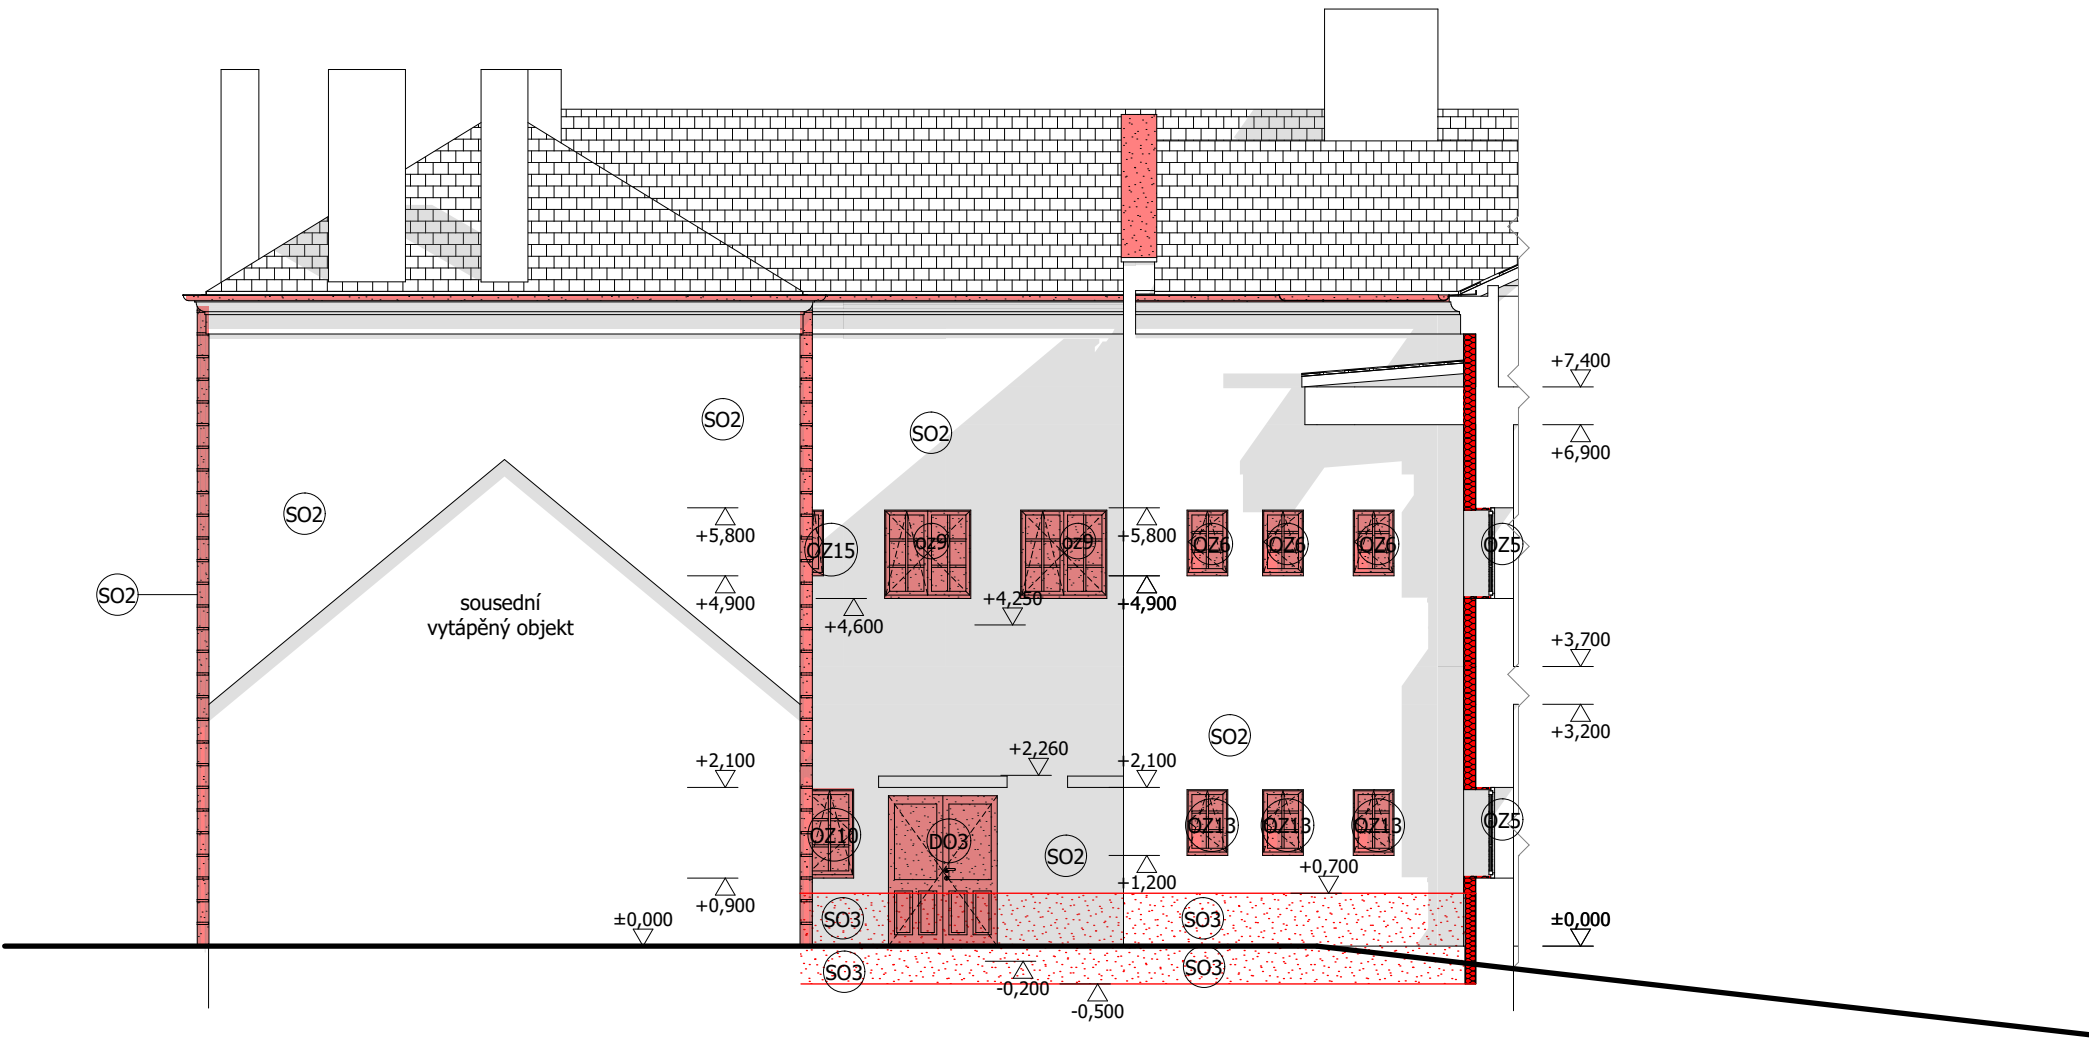 +7,400
SO2
SO2
+6,900
SO2
+5,800
+5,800
OZ15
oz9
oz9
OZ6
OZ6
OZ6
OZ5
SO2
+4,900
+4,900
+4,600
+4,250
sousední
vytápěný objekt
+3,700
SO2
+3,200
+2,260
+2,100
+2,100
OZ10
DO3
OZ13
OZ13
OZ13
OZ5
SO2
+0,700
+1,200
+0,900
±0,000
SO3
SO3
±0,000
SO3
SO3
-0,200
-0,500